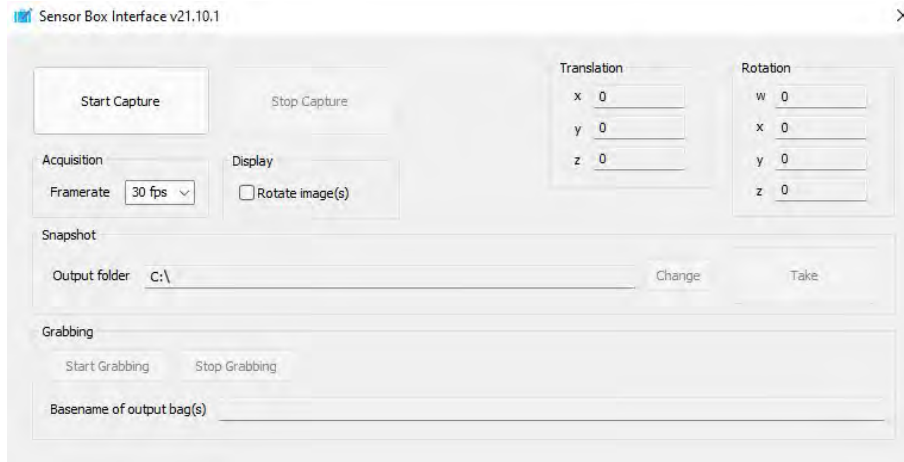 Sensor Box Interface v21.10.1
Start Capture
Stop Capture
Translation
x 0
y 0
z 0
Rotation
w 0
x 0
y 0
z 0
Acquisition
Framerate 30 fps
Display
Rotate image(s)
Snapshot
Output folder C:\
Change
Take
Grabbing
Start Grabbing
Stop Grabbing
Basename of output bag(s)